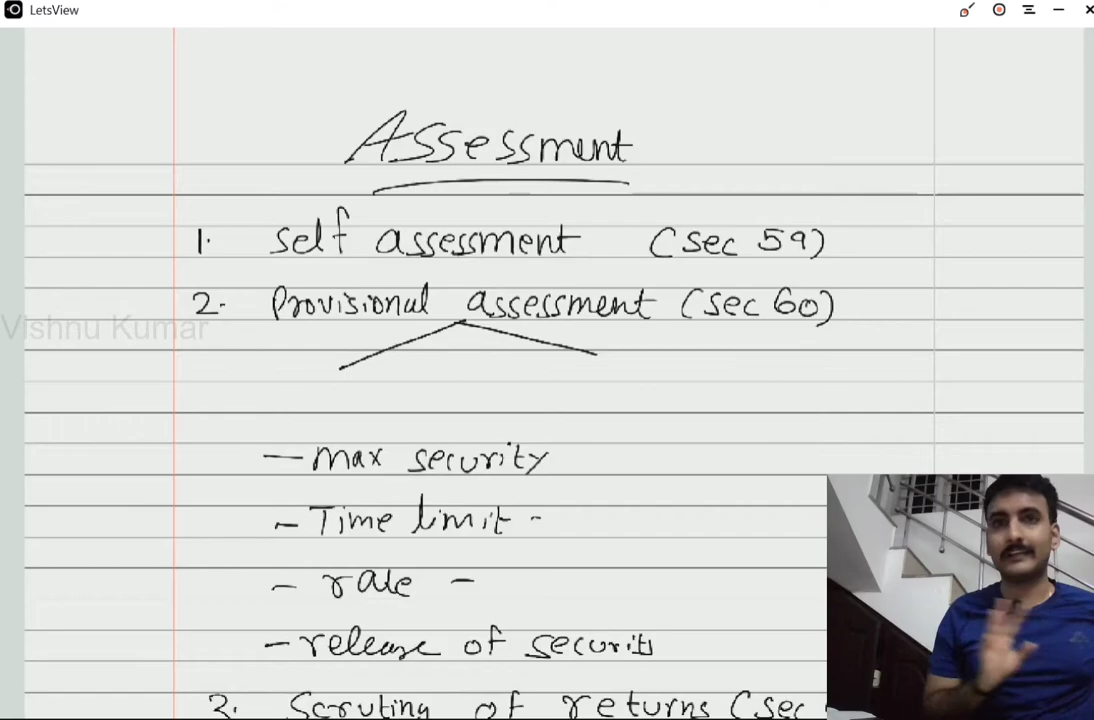 LetsView
Assessment
1. self assessment (sec 59)
2. Provisional assessment (sec 60)
Vishnu Kumar
— max security
- Time limit -
- rate -
- release of securit
3. Scrutiny of returns (sec